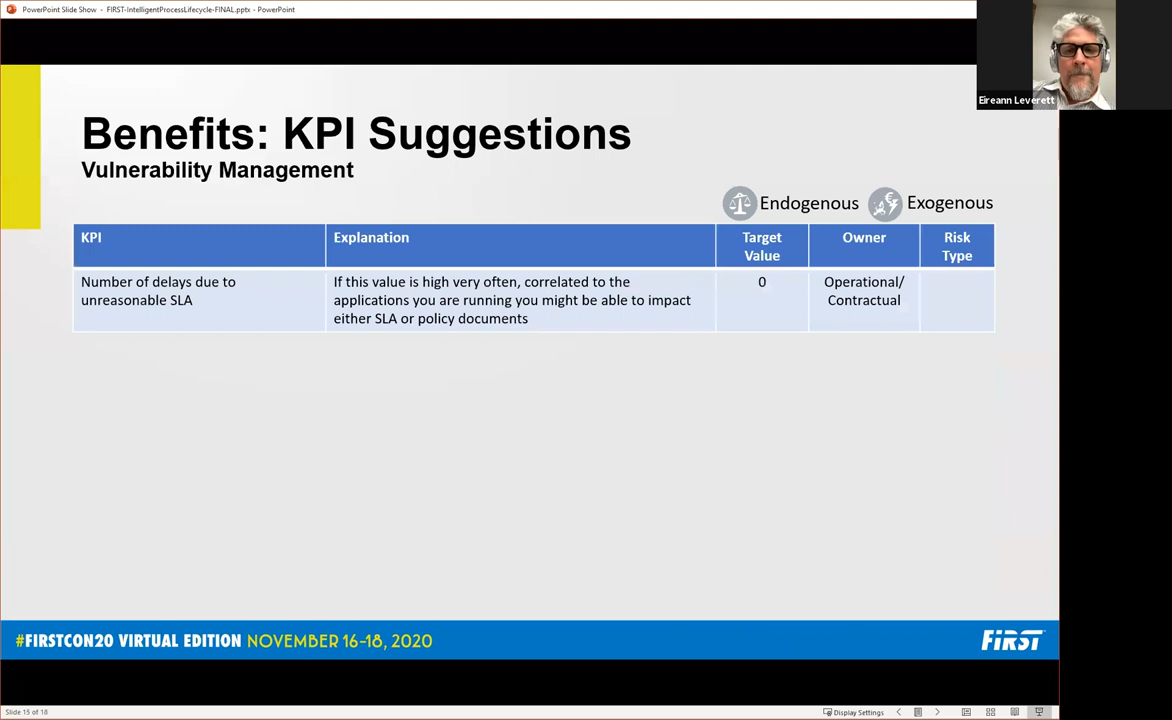 PowerPoint Slide Show - FIRST-IntelligentProcessLifecycle-FINAL.pptx - PowerPoint
Eireann Leverett
Benefits: KPI Suggestions
Vulnerability Management
Endogenous Exogenous
KPI Explanation Target Value Owner Risk Type
Number of delays due to
unreasonable SLA
If this value is high very often, correlated to the
applications you are running you might be able to impact
either SLA or policy documents
0
Operational/
Contractual
#FIRSTCON20 VIRTUAL EDITION NOVEMBER 16-18, 2020
FIRST
Slide 15 of 18
Display Settings